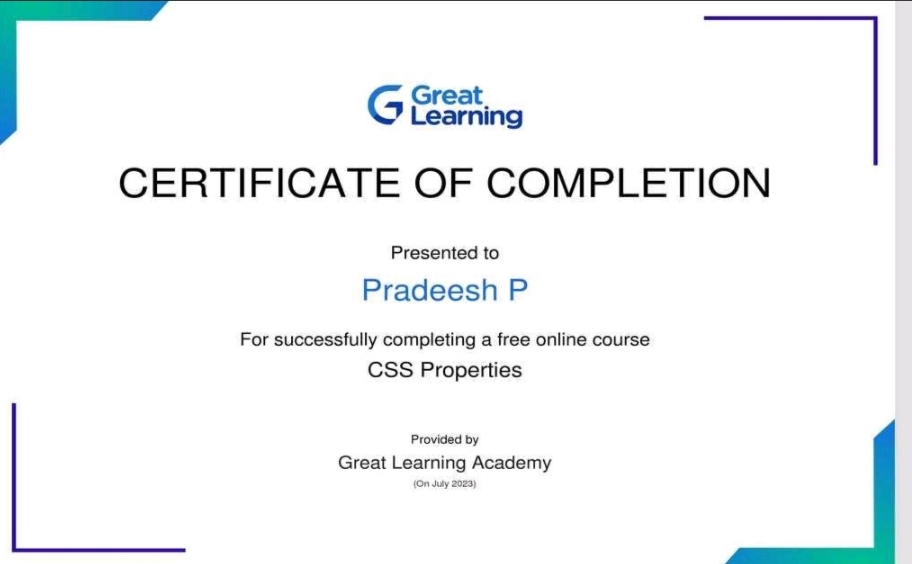 Great
Learning
CERTIFICATE OF COMPLETION
Presented to
Pradeesh P
For successfully completing a free online course
CSS Properties
Provided by
Great Learning Academy
(On July 2023)